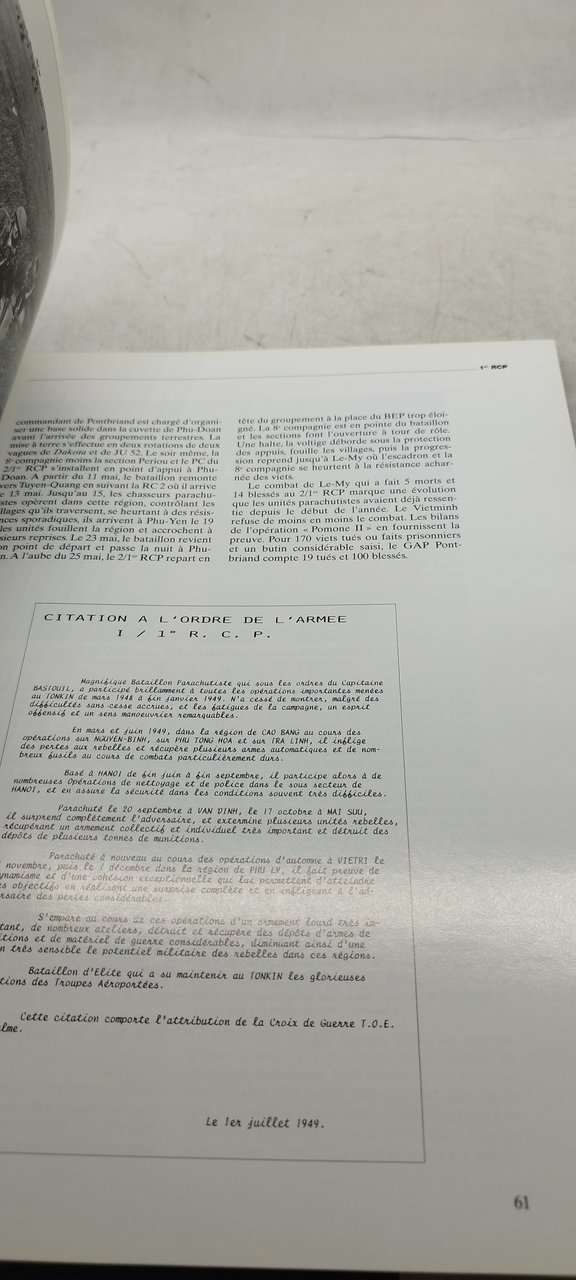 1er RCP
commandant de Pontbriand est chargé d'organi-
ser une base solide dans la cuvette de Phu-Doan
avant l'arrivée des groupements terrestres. La
mise à terre s'effectue en deux rotations de deux
vagues de Dakota et de JU 52. Le soir même, la
8e compagnie moins la section Periou et le PC du
2/1er RCP s'installent en point d'appui à Phu-
Doan. A partir du 11 mai, le bataillon remonte
vers Tuyen-Quang en suivant la RC 2 où il arrive
e 13 mai. Jusqu'au 15, les chasseurs parachu-
stes opèrent dans cette région, contrôlant les
llages qu'ils traversent, se heurtant à des résis-
nces sporadiques, ils arrivent à Phu-Yen le 19
les unités fouillent la région et accrochent à
sieurs reprises. Le 23 mai, le bataillon revient
on point de départ et passe la nuit à Phu-
n. A l'aube du 25 mai, le 2/1er RCP repart en
tête du groupement à la place du BEP trop éloi-
gné. La 8e compagnie est en pointe du bataillon
et les sections font l'ouverture à tour de rôle.
Une halte, la voltige déborde sous la protection
des appuis, fouille les villages, puis la progres-
sion reprend jusqu'à Le-My où l'escadron et la
8e compagnie se heurtent à la résistance achar-
née des viets.
Le combat de Le-My qui a fait 5 morts et
14 blessés au 2/1er RCP marque une évolution
que les unités parachutistes avaient déjà ressen-
tie depuis le début de l'année. Le Vietminh
refuse de moins en moins le combat. Les bilans
de l'opération « Pomone II » en fournissent la
preuve. Pour 170 viets tués ou faits prisonniers
et un butin considérable saisi, le GAP Pont-
briand compte 19 tués et 100 blessés.
CITATION A L'ORDRE DE L'ARMEE
I / 1° R. C. P.
Magnifique Bataillon Parachutiste qui sous les ordres du Capitaine
BASTOUIL, a participé brillamment à toutes les opérations importantes menées
au TONKIN de mars 1948 à fin janvier 1949. N'a cessé de montrer, malgré des
difficultés sans cesse accrues, et les fatigues de la campagne, un esprit
offensif et un sens manoeuvrier remarquables.
En mars et juin 1949, dans la région de CAO BANG au cours des
opérations sur NGUYEN-BINH, sur PHU TONG HOA et sur TRA LINH, il inflige
des pertes aux rebelles et récupère plusieurs armes automatiques et de nom-
breux fusils au cours de combats particulièrement durs.
Basé à HANOI de fin juin à fin septembre, il participe alors à de
nombreuses Opérations de nettoyage et de police dans le sous secteur de
HANOI, et en assure la sécurité dans les conditions souvent très difficiles.
Parachuté le 20 septembre à VAN DINH, le 17 octobre à MAI SUU,
il surprend complètement l'adversaire, et extermine plusieurs unités rebelles,
récupérant un armement collectif et individuel très important et détruit des
dépôts de plusieurs tonnes de munitions.
Parachuté à nouveau au cours des opérations d'automne à VIETRI le
novembre, puis le 7 décembre dans la région de PHU LY, il fait preuve de
ynamisme et d'une cohésion exceptionnelle qui lui permettent d'atteindre
es objectifs en réalisant une surprise complète et en infligeant à l'ad-
rsaire des pertes considérables.
S'empare au cours de ces opérations d'un armement lourd très im-
tant, de nombreux ateliers, détruit et récupère des dépôts d'armes de
itions et de matériel de guerre considérables, diminuant ainsi d'une
n très sensible le potentiel militaire des rebelles dans ces régions.
Bataillon d'Elite qui a su maintenir au TONKIN les glorieuses
tions des Troupes Aéroportées.
Cette citation comporte l'attribution de la Croix de Guerre T.O.E.
lme.
Le 1er juillet 1949.
61